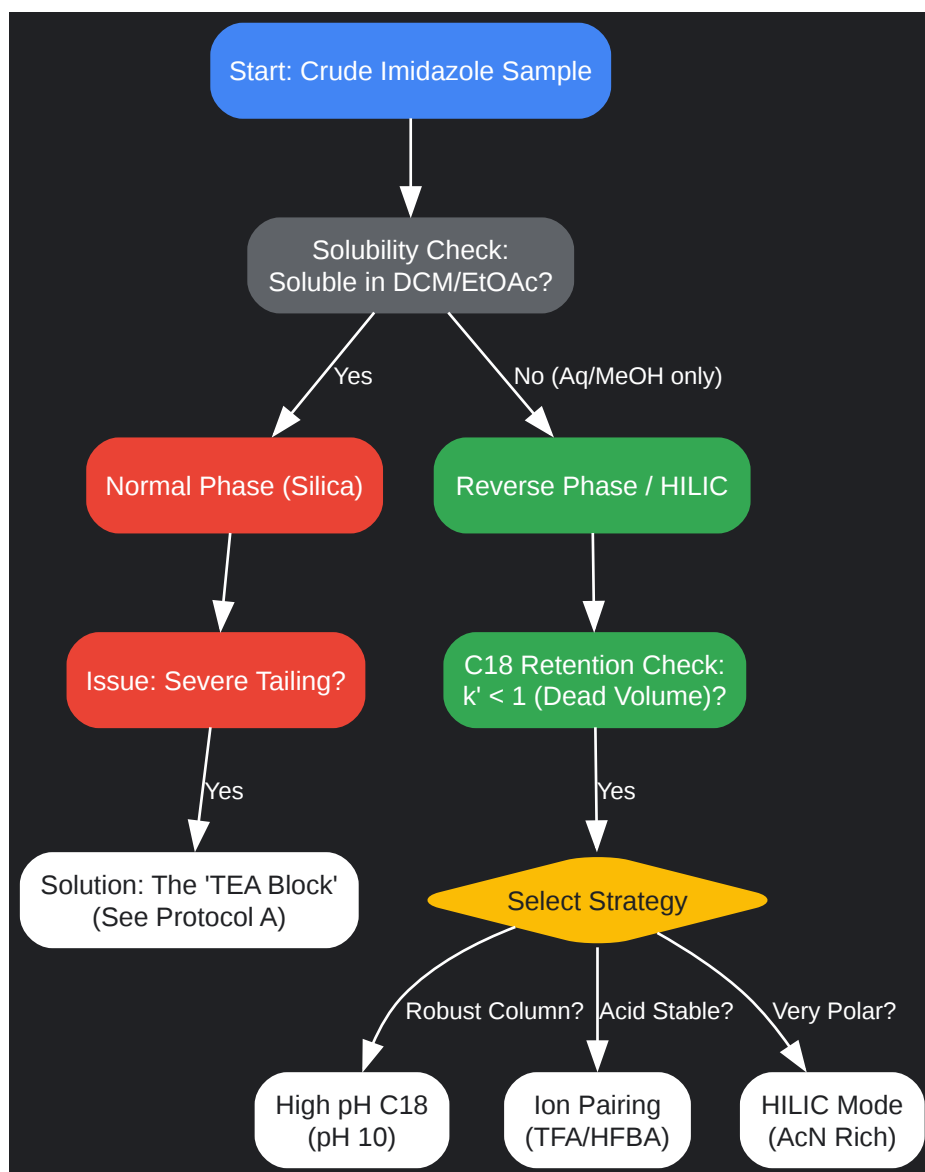 Start: Crude Imidazole Sample
Solubility Check:
Soluble in DCM/EtOAc?
Yes
No (Aq/MeOH only)
Normal Phase (Silica)
Reverse Phase / HILIC
Issue: Severe Tailing?
C18 Retention Check:
k' < 1 (Dead Volume)?
Yes
Yes
Solution: The 'TEA Block'
(See Protocol A)
Select Strategy
Robust Column?
Acid Stable?
Very Polar?
High pH C18
(pH 10)
Ion Pairing
(TFA/HFBA)
HILIC Mode
(AcN Rich)